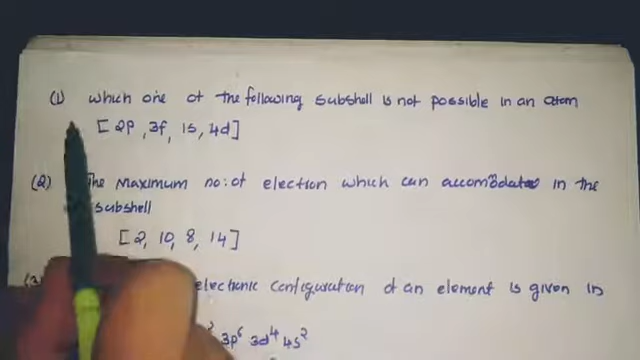 (1) which one of the following subshell is not possible in an atom
[ 2p , 3f, 1s, 4d]
(2) The maximum no: of election which can accomodate in the
subshell
[ 2, 10, 8, 14 ]
electronic configuration of an element is given in
3p⁶ 3d⁴ 4s²